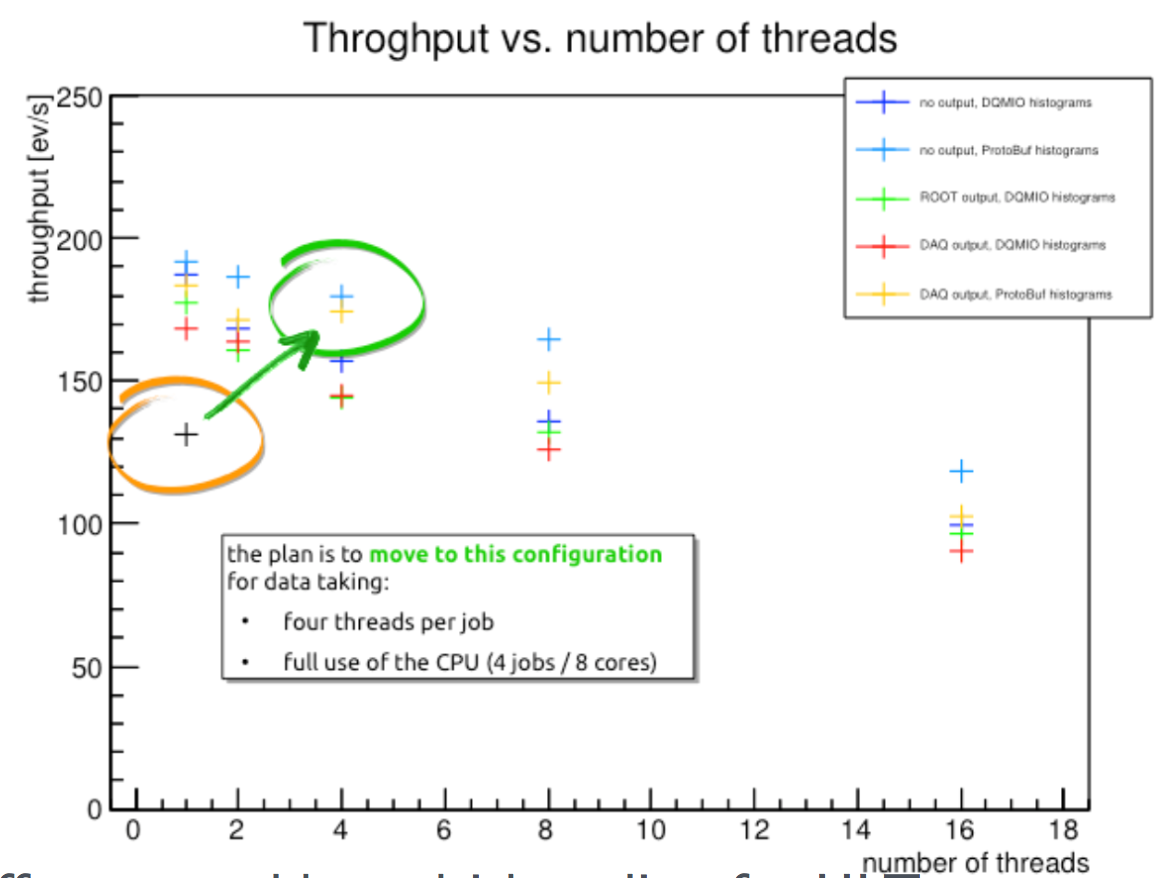 Throghput vs. number of threads
throughput [ev/s]
250
200
150
100
50
0
no output, DQMIO histograms
no output, ProtoBuf histograms
ROOT output, DQMIO histograms
DAQ output, DQMIO histograms
DAQ output, ProtoBuf histograms
the plan is to move to this configuration
for data taking:
• four threads per job
• full use of the CPU (4 jobs / 8 cores)
0 2 4 6 8 10 12 14 16 18
number of threads